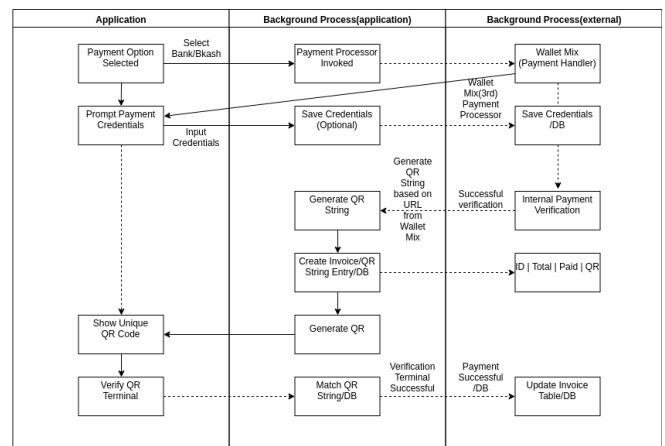 Application
Background Process(application)
Background Process(external)
Select
Bank/Bkash
Payment Option
Selected
Payment Processor
Invoked
Wallet Mix
(Payment Handler)
Wallet
Mix(3rd)
Payment
Processor
Prompt Payment
Credentials
Input
Credentials
Save Credentials
(Optional)
Save Credentials
/DB
Generate
QR
String
based on
URL
from
Wallet
Mix
Generate QR
String
Successful
verification
Internal Payment
Verification
Create Invoice/QR
String Entry/DB
ID | Total | Paid | QR
Show Unique
QR Code
Generate QR
Verification
Terminal
Successful
Payment
Successful
/DB
Verify QR
Terminal
Match QR
String/DB
Update Invoice
Table/DB